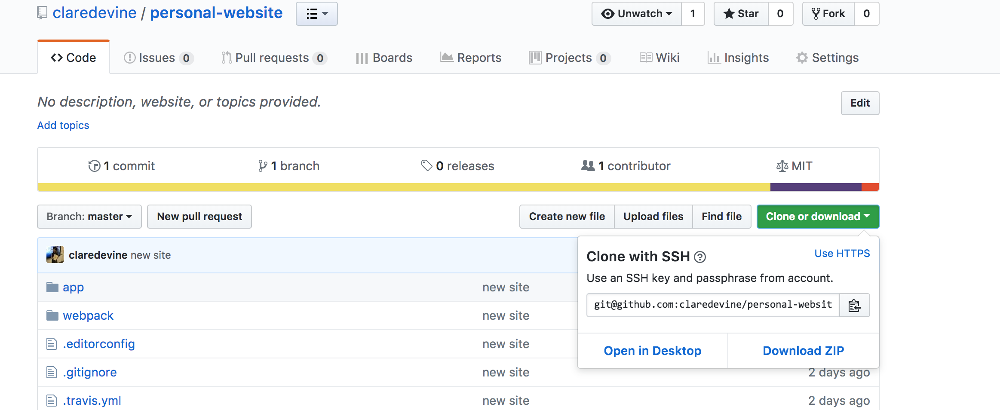 claredevine / personal-website
Unwatch 1 Star 0 Fork 0
Code Issues 0 Pull requests 0 Boards Reports Projects 0 Wiki Insights Settings
No description, website, or topics provided.
Edit
Add topics
1 commit 1 branch 0 releases 1 contributor MIT
Branch: master New pull request Create new file Upload files Find file Clone or download
claredevine new site
Clone with SSH ? Use HTTPS
Use an SSH key and passphrase from account.
git@github.com:claredevine/personal-websit
Open in Desktop Download ZIP
app new site
webpack new site
.editorconfig new site
.gitignore new site 2 days ago
.travis.yml new site 2 days ago